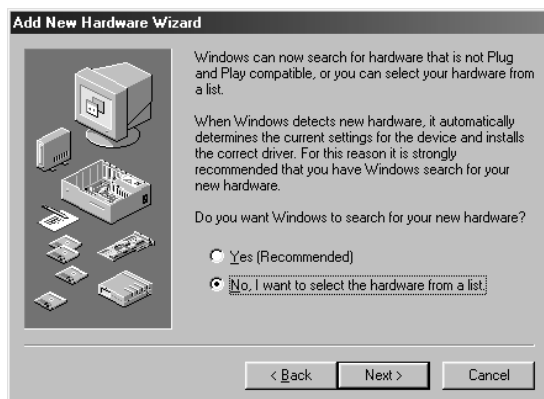 Add New Hardware Wizard
Windows can now search for hardware that is not Plug
and Play compatible, or you can select your hardware from
a list.
When Windows detects new hardware, it automatically
determines the current settings for the device and installs
the correct driver. For this reason it is strongly
recommended that you have Windows search for your
new hardware.
Do you want Windows to search for your new hardware?
Yes (Recommended)
No, I want to select the hardware from a list.
< Back
Next >
Cancel